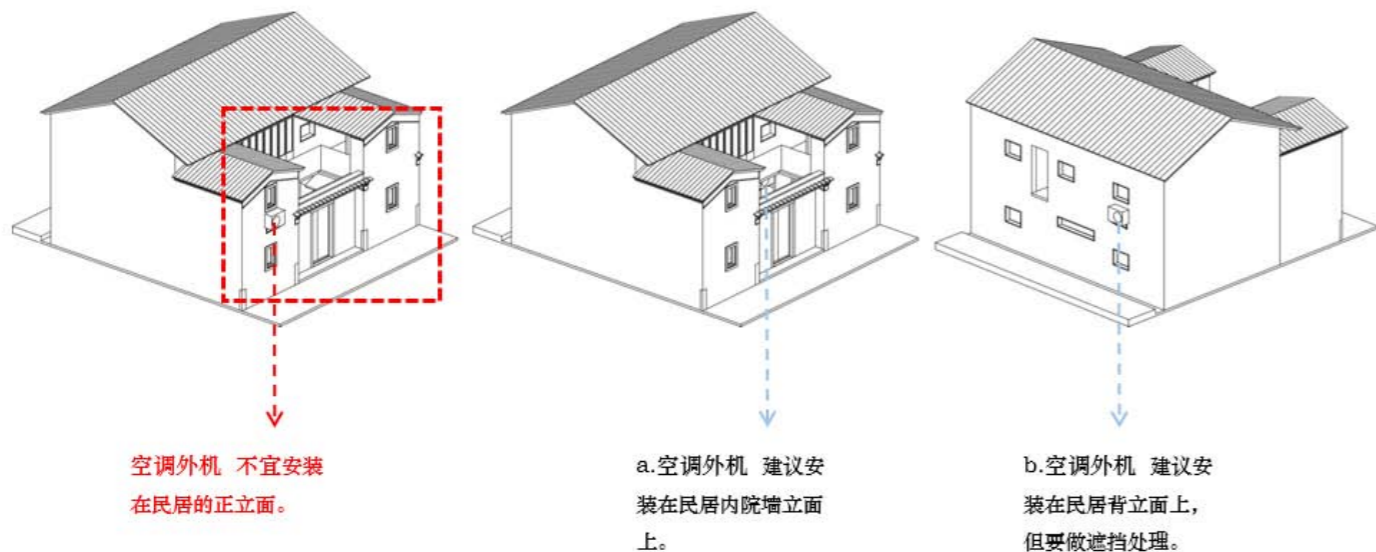 空调外机 不宜安装
在民居的正立面。
a.空调外机 建议安
装在民居内院墙立面
上。
b.空调外机 建议安
装在民居背立面上，
但要做遮挡处理。